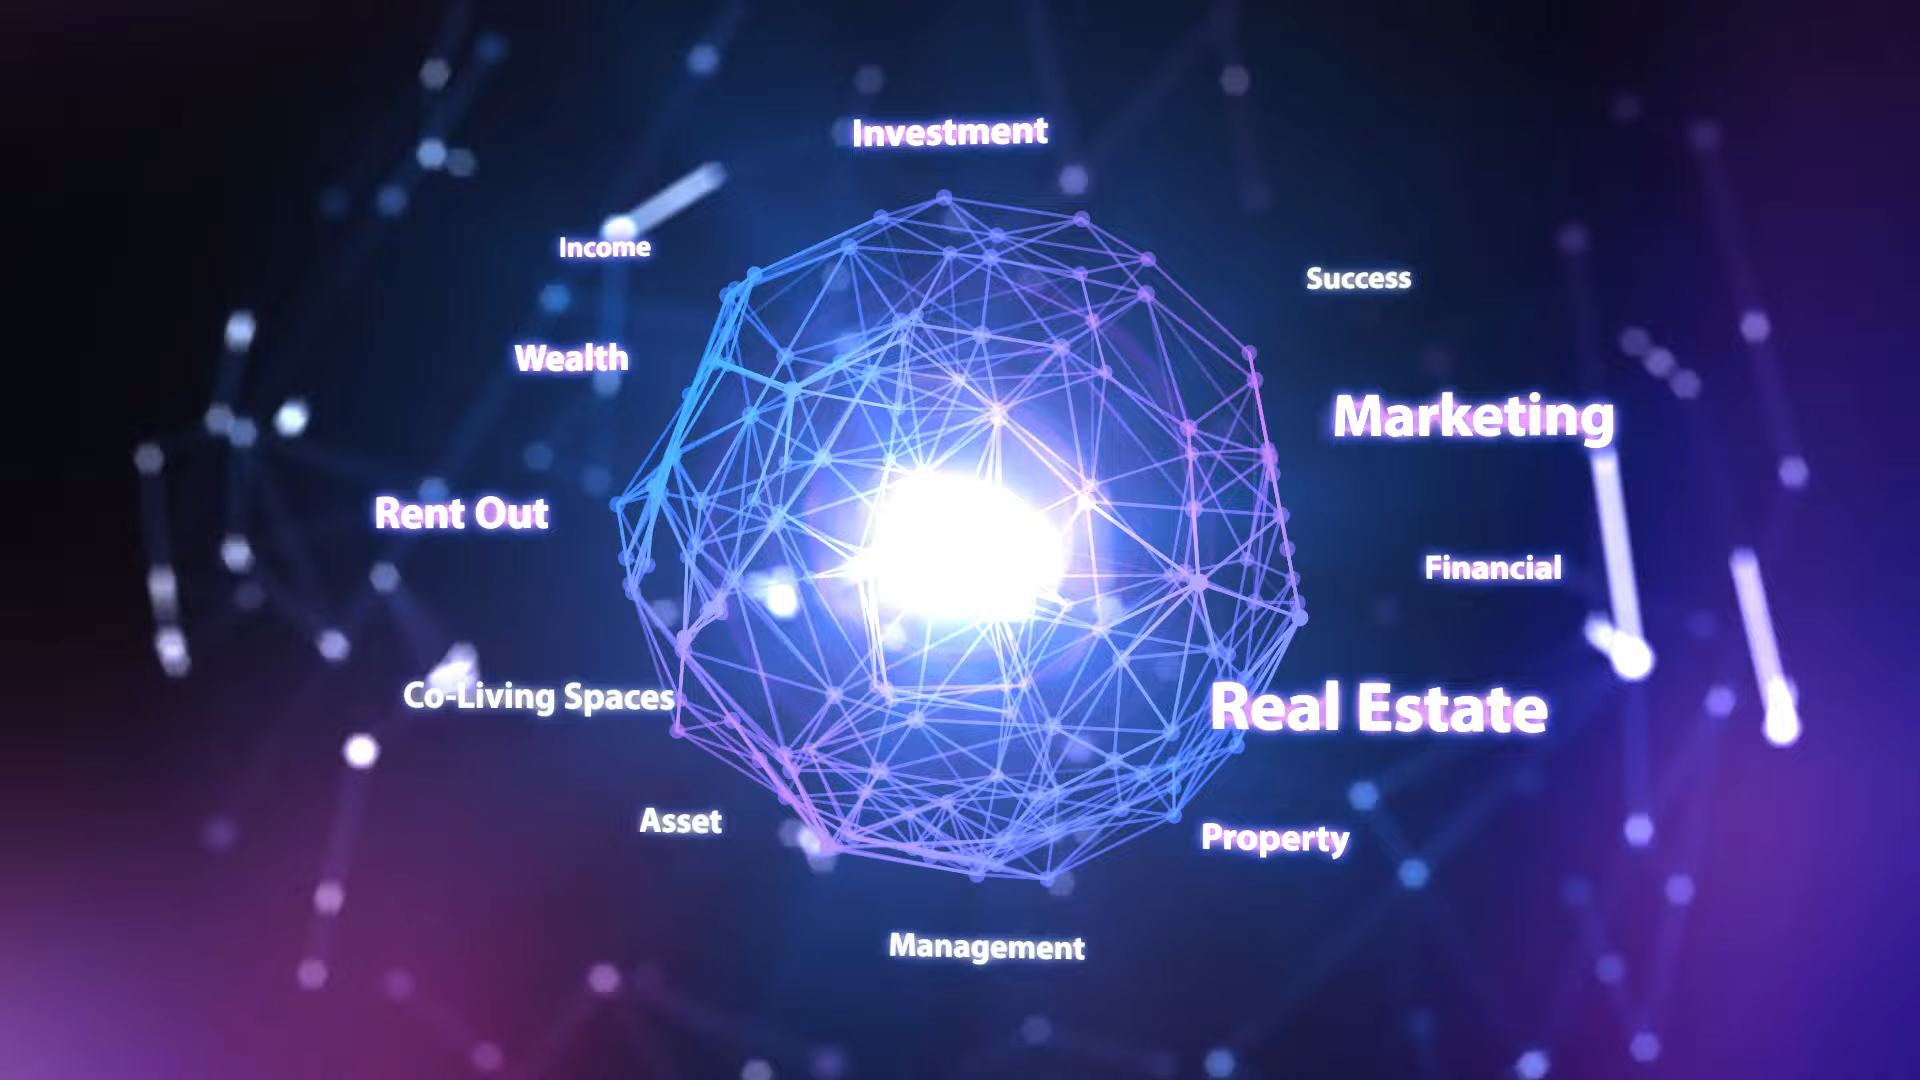 Investment
Income
Success
Wealth
Marketing
Rent Out
Financial
Co-Living Spaces
Real Estate
Asset
Property
Management